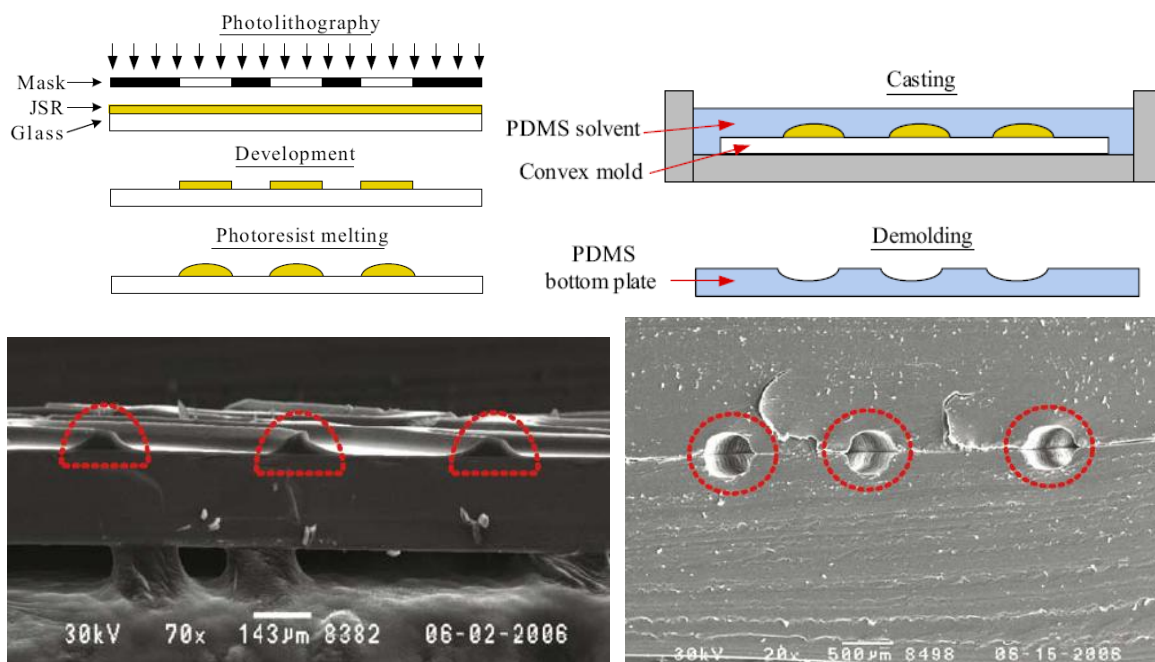 Photolithography
Mask
JSR
Glass
Development
Photoresist melting
Casting
PDMS solvent
Convex mold
Demolding
PDMS
bottom plate
30kV 70x 143µm 8382 06-02-2006
30kV 20x 500µm 8498 06-15-2006